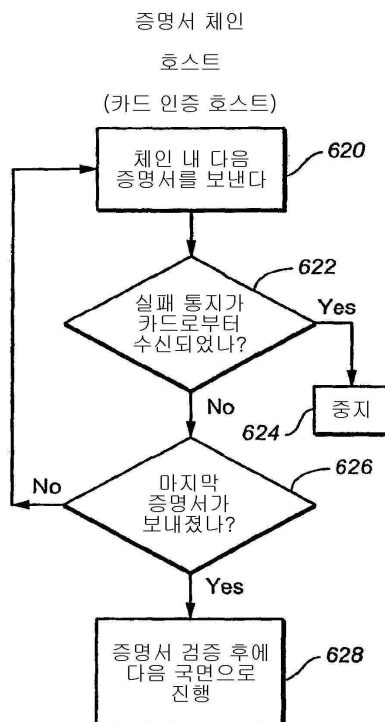 증명서 체인
호스트
(카드 인증 호스트)
체인 내 다음
증명서를 보낸다
620
622
실패 통지가
카드로부터
수신되었나?
Yes
중지
624
No
626
마지막
증명서가
보내졌나?
No
Yes
증명서 검증 후에
다음 국면으로
진행
628